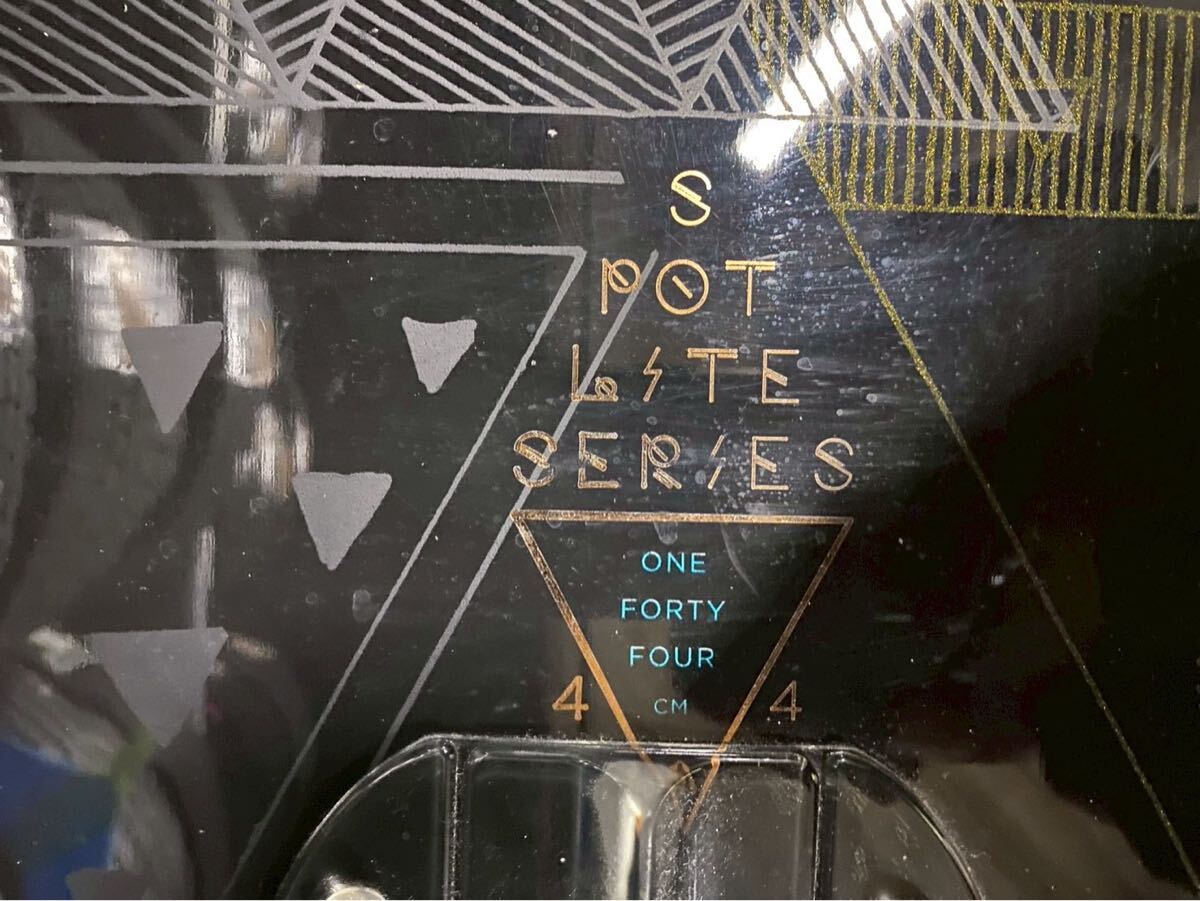 S
POT
LITE
SERIES
ONE
FORTY
FOUR
4 CM 4